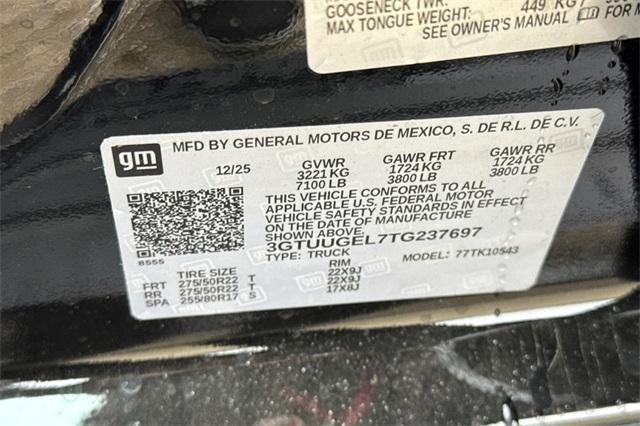 GOOSENECK TWR:
MAX TONGUE WEIGHT: 449 KG/
SEE OWNER'S MANUAL FOR
gm MFD BY GENERAL MOTORS DE MEXICO, S. DE R.L. DE C.V.
12/25 GVWR GAWR FRT GAWR RR
3221 KG 1724 KG 1724 KG
7100 LB 3800 LB 3800 LB
THIS VEHICLE CONFORMS TO ALL
APPLICABLE U.S. FEDERAL MOTOR
VEHICLE SAFETY STANDARDS IN EFFECT
ON THE DATE OF MANUFACTURE
3GTUUGEL7TG237697
8555 TYPE: TRUCK MODEL: 77TK10543
TIRE SIZE RIM
FRT 275/50R22 T 22X9J
RR 275/50R22 T 22X9J
SPA 255/80R17 S 17X8J